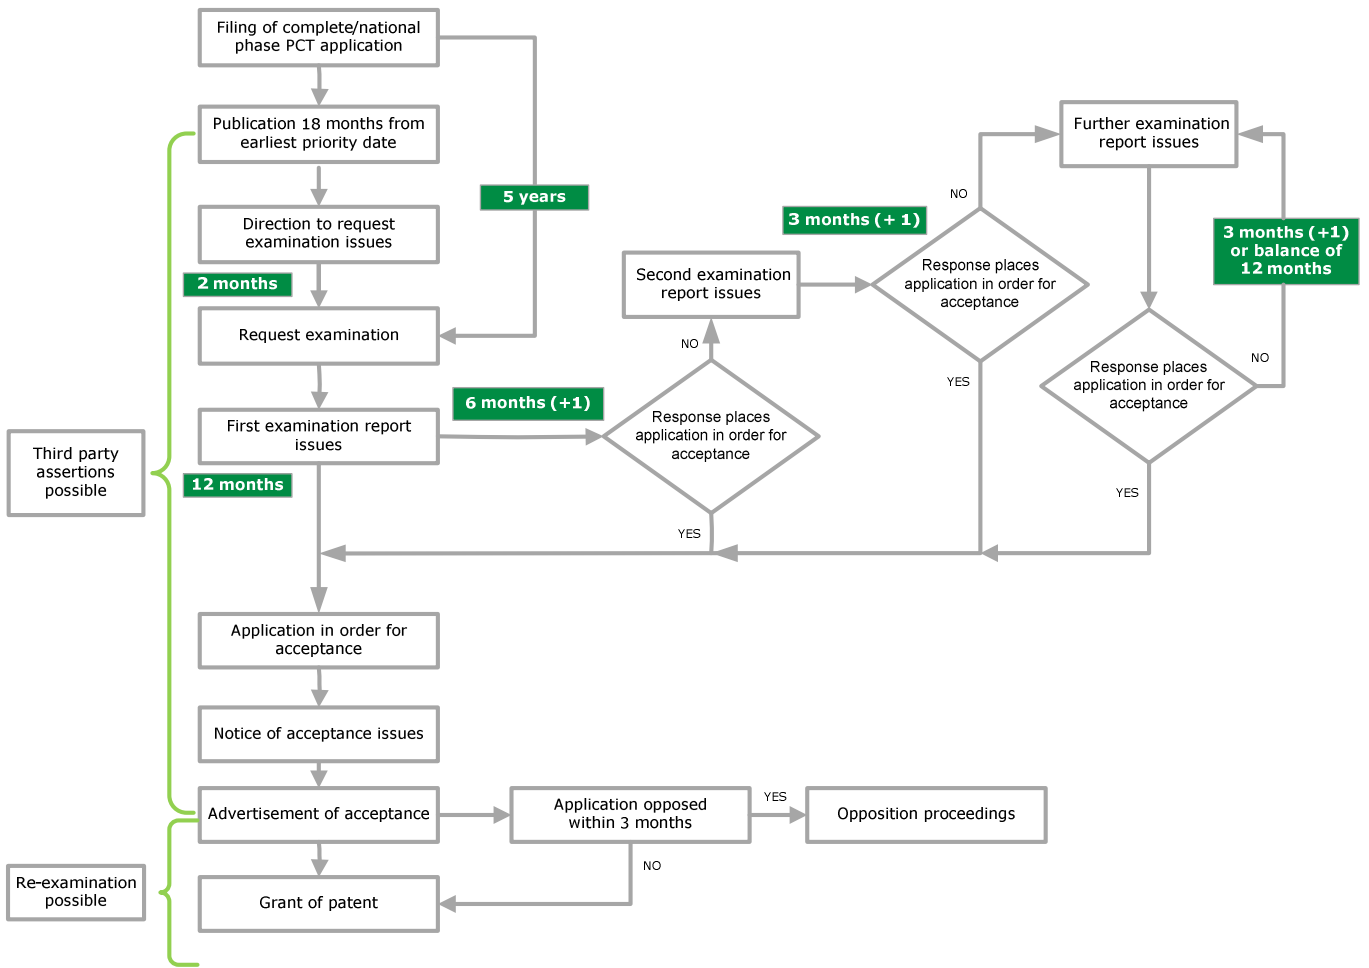 Filing of complete/national
phase PCT application
Publication 18 months from
earliest priority date
5 years
Direction to request
examination issues
2 months
Request examination
First examination report
issues
12 months
6 months (+1)
Response places
application in order for
acceptance
NO
YES
Second examination
report issues
3 months (+ 1)
Response places
application in order for
acceptance
NO
YES
Further examination
report issues
3 months (+1)
or balance of
12 months
Response places
application in order for
acceptance
NO
YES
Third party
assertions
possible
Application in order for
acceptance
Notice of acceptance issues
Advertisement of acceptance
Application opposed
within 3 months
YES
Opposition proceedings
NO
Re-examination
possible
Grant of patent